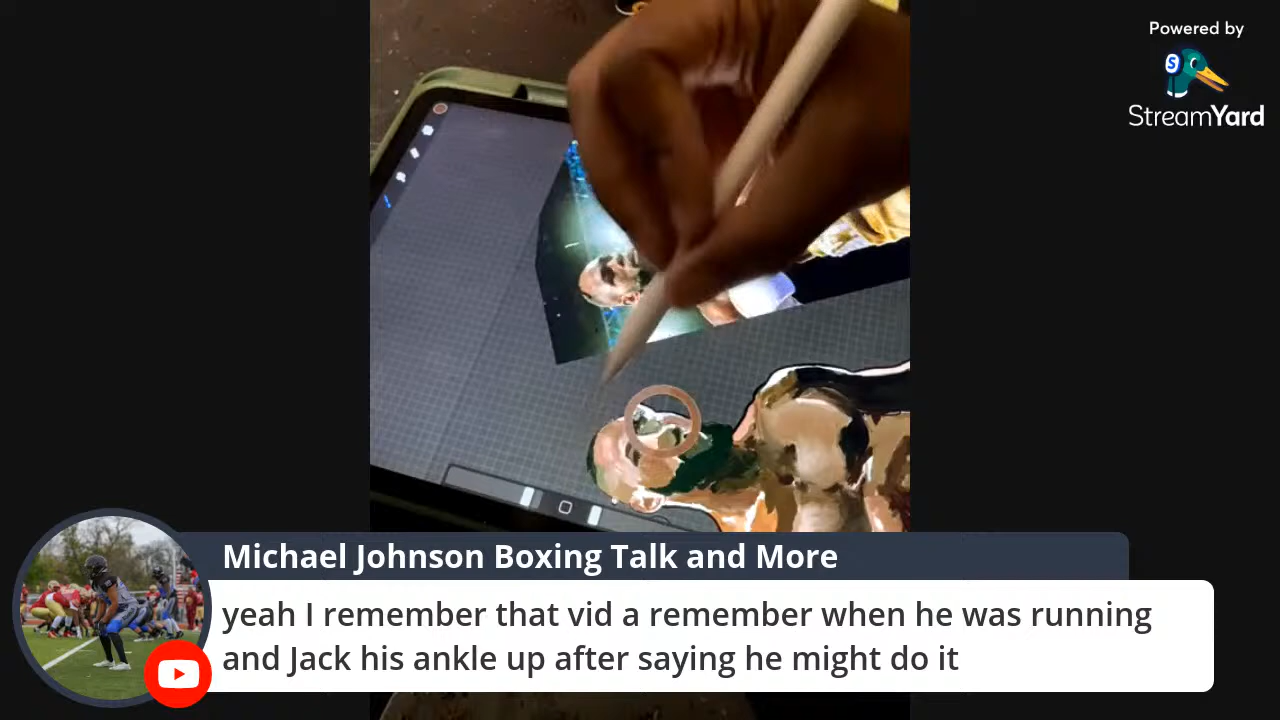 Powered by
S
StreamYard
Michael Johnson Boxing Talk and More
yeah I remember that vid a remember when he was running
and Jack his ankle up after saying he might do it